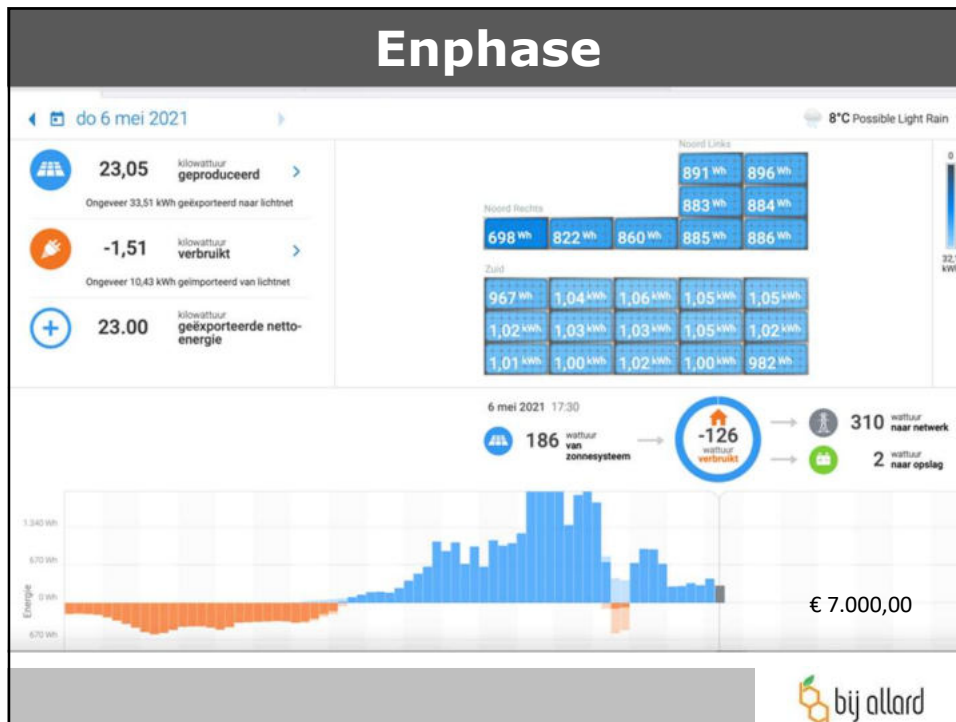 Enphase
do 6 mei 2021
8°C Possible Light Rain
23,05 kilowattuur geproduceerd
Ongeveer 33,51 kWh geëxporteerd naar lichtnet
-1,51 kilowattuur verbruikt
Ongeveer 10,43 kWh geïmporteerd van lichtnet
23.00 kilowattuur geëxporteerde netto-
energie
Noord Links
891 Wh 896 Wh
883 Wh 884 Wh
Noord Rechts
698 Wh 822 Wh 860 Wh 885 Wh 886 Wh
Zuid
967 Wh 1,04 kWh 1,06 kWh 1,05 kWh 1,05 kWh
1,02 kWh 1,03 kWh 1,03 kWh 1,05 kWh 1,02 kWh
1,01 kWh 1,00 kWh 1,02 kWh 1,00 kWh 982 Wh
0
6 mei 2021 17:30
186 wattuur
van
zonnesysteem
-126
wattuur
verbruikt
310 wattuur
naar netwerk
2 wattuur
naar opslag
1.340 Wh
670 Wh
0 Wh
670 Wh
Energie
€ 7.000,00
bij allard